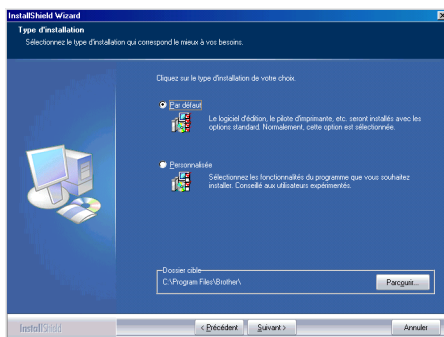 InstallShield Wizard
Type d'installation
Sélectionnez le type d'installation qui correspond le mieux à vos besoins.
Cliquez sur le type d'installation de votre choix.
Par défaut
Le logiciel d'édition, le pilote d'imprimante, etc. seront installés avec les
options standard. Normalement, cette option est sélectionnée.
Personnalisée
Sélectionnez les fonctionnalités du programme que vous souhaitez
installer. Conseillé aux utilisateurs expérimentés.
Dossier cible
C:\Program Files\Brother\
Parcourir...
InstallShield
< Précédent
Suivant >
Annuler